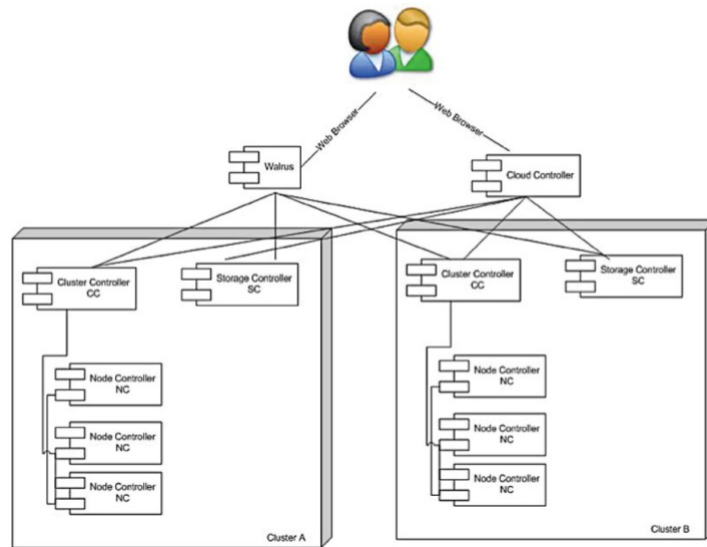 Web Browser
Web Browser
Walrus
Cloud Controller
Cluster Controller
CC
Storage Controller
SC
Cluster Controller
CC
Storage Controller
SC
Node Controller
NC
Node Controller
NC
Node Controller
NC
Node Controller
NC
Node Controller
NC
Node Controller
NC
Cluster A
Cluster B